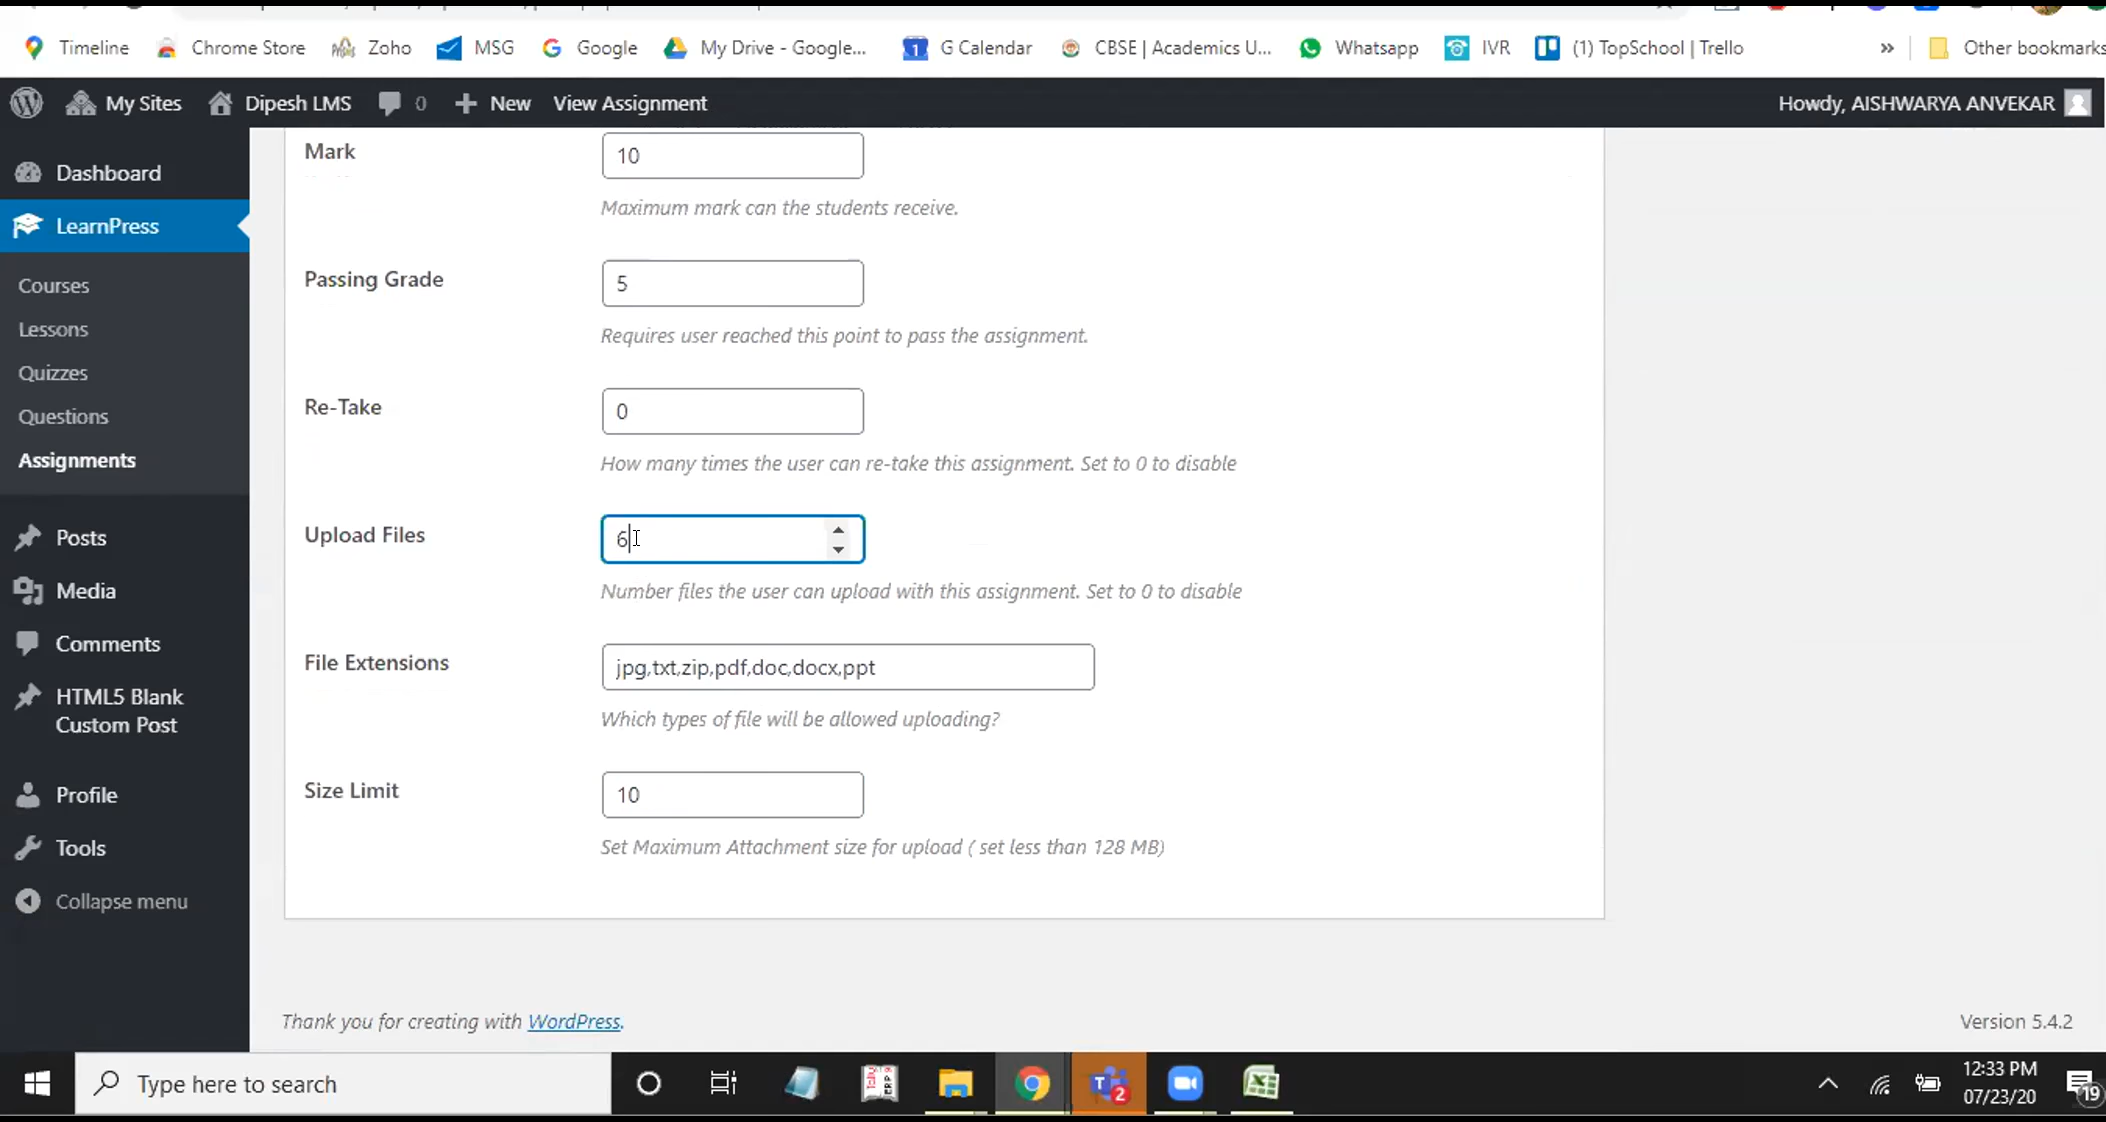 Timeline Chrome Store Zoho MSG Google My Drive - Google... G Calendar CBSE | Academics U... Whatsapp IVR (1) TopSchool | Trello » Other bookmarks
My Sites Dipesh LMS 0 New View Assignment Howdy, AISHWARYA ANVEKAR
Dashboard
LearnPress
Courses
Lessons
Quizzes
Questions
Assignments
Posts
Media
Comments
HTML5 Blank
Custom Post
Profile
Tools
Collapse menu
Mark 10
Maximum mark can the students receive.
Passing Grade 5
Requires user reached this point to pass the assignment.
Re-Take 0
How many times the user can re-take this assignment. Set to 0 to disable
Upload Files 6
Number files the user can upload with this assignment. Set to 0 to disable
File Extensions jpg,txt,zip,pdf,doc,docx,ppt
Which types of file will be allowed uploading?
Size Limit 10
Set Maximum Attachment size for upload ( set less than 128 MB)
Thank you for creating with WordPress. Version 5.4.2
Type here to search 2 12:33 PM
07/23/20 19